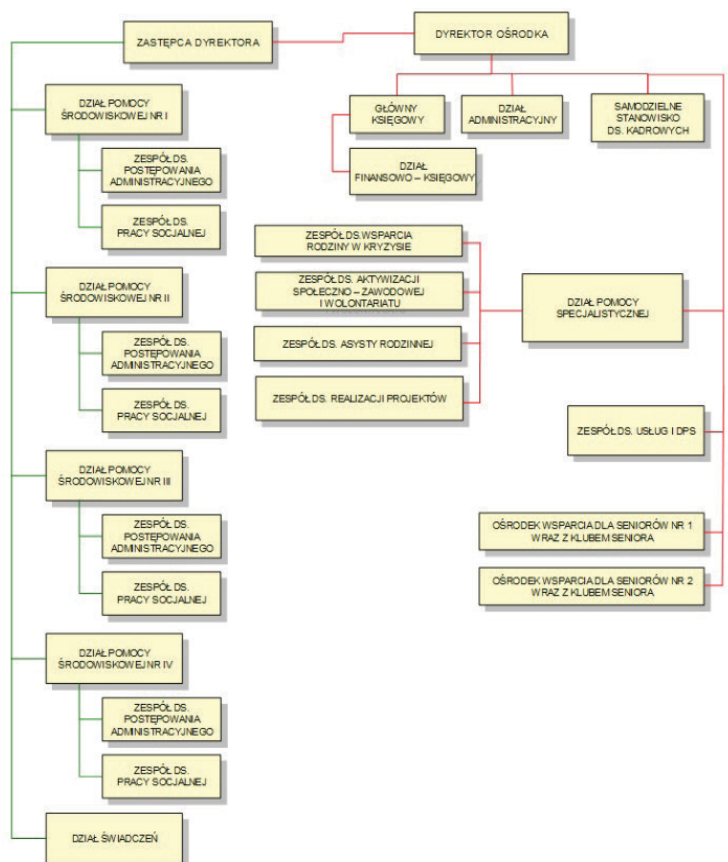 ZASTĘPCA DYREKTORA
DYREKTOR OŚRODKA
DZIAŁ POMOCY
ŚRODOWISKOWEJ NR I
ZESPÓŁ DS.
POSTĘPOWANIA
ADMINISTRACYJNEGO
ZESPÓŁ DS.
PRACY SOCJALNEJ
DZIAŁ POMOCY
ŚRODOWISKOWEJ NR II
ZESPÓŁ DS.
POSTĘPOWANIA
ADMINISTRACYJNEGO
ZESPÓŁ DS.
PRACY SOCJALNEJ
DZIAŁ POMOCY
ŚRODOWISKOWEJ NR III
ZESPÓŁ DS.
POSTĘPOWANIA
ADMINISTRACYJNEGO
ZESPÓŁ DS.
PRACY SOCJALNEJ
DZIAŁ POMOCY
ŚRODOWISKOWEJ NR IV
ZESPÓŁ DS.
POSTĘPOWANIA
ADMINISTRACYJNEGO
ZESPÓŁ DS.
PRACY SOCJALNEJ
DZIAŁ ŚWIADCZEŃ
GŁÓWNY
KSIĘGOWY
DZIAŁ
FINANSOWO – KSIĘGOWY
DZIAŁ
ADMINISTRACYJNY
SAMODZIELNE
STANOWISKO
DS. KADROWYCH
ZESPÓŁ DS. WSPARCIA
RODZINY W KRYZYSIE
ZESPÓŁ DS. AKTYWIZACJI
SPOŁECZNO – ZAWODOWEJ
I WOLONTARIATU
ZESPÓŁ DS. ASYSTY RODZINNEJ
ZESPÓŁ DS. REALIZACJI PROJEKTÓW
DZIAŁ POMOCY
SPECJALISTYCZNEJ
ZESPÓŁ DS. USŁUG I DPS
OŚRODEK WSPARCIA DLA SENIORÓW NR 1
WRAZ Z KLUBEM SENIORA
OŚRODEK WSPARCIA DLA SENIORÓW NR 2
WRAZ Z KLUBEM SENIORA